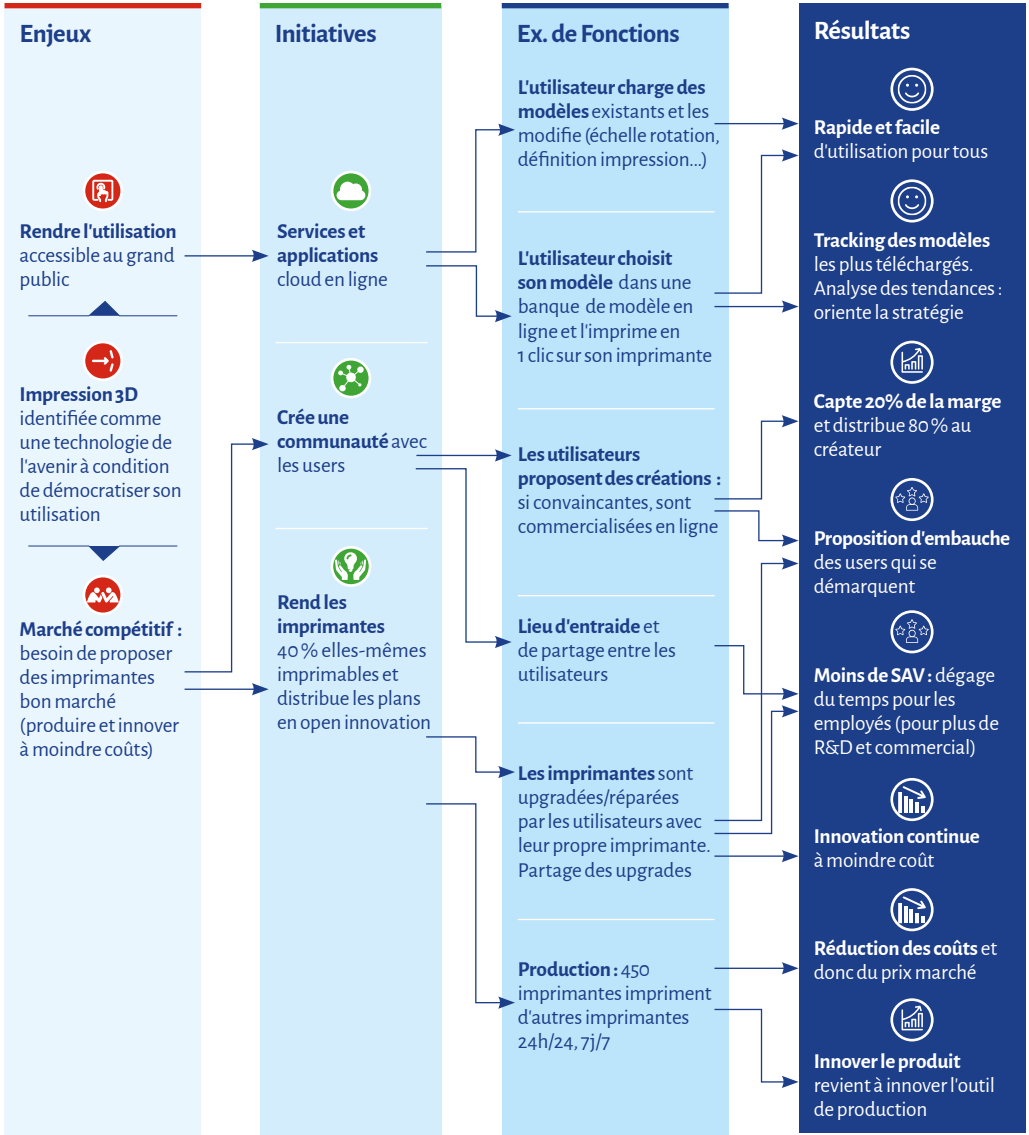 Enjeux
Rendre l'utilisation
accessible au grand
public
Impression 3D
identifiée comme
une technologie de
l'avenir à condition
de démocratiser son
utilisation
Marché compétitif :
besoin de proposer
des imprimantes
bon marché
(produire et innover
à moindre coûts)
Initiatives
Services et
applications
cloud en ligne
Crée une
communauté avec
les users
Rend les
imprimantes
40 % elles-mêmes
imprimables et
distribue les plans
en open innovation
Ex. de Fonctions
L'utilisateur charge des
modèles existants et les
modifie (échelle rotation,
définition impression...)
L'utilisateur choisit
son modèle dans une
banque de modèle en
ligne et l'imprime en
1 clic sur son imprimante
Les utilisateurs
proposent des créations :
si convaincantes, sont
commercialisées en ligne
Lieu d'entraide et
de partage entre les
utilisateurs
Les imprimantes sont
upgradées/réparées
par les utilisateurs avec
leur propre imprimante.
Partage des upgrades
Production : 450
imprimantes impriment
d'autres imprimantes
24h/24, 7j/7
Résultats
Rapide et facile
d'utilisation pour tous
Tracking des modèles
les plus téléchargés.
Analyse des tendances :
oriente la stratégie
Capte 20% de la marge
et distribue 80 % au
créateur
Proposition d'embauche
des users qui se
démarquent
Moins de SAV : dégage
du temps pour les
employés (pour plus de
R&D et commercial)
Innovation continue
à moindre coût
Réduction des coûts et
donc du prix marché
Innover le produit
revient à innover l'outil
de production